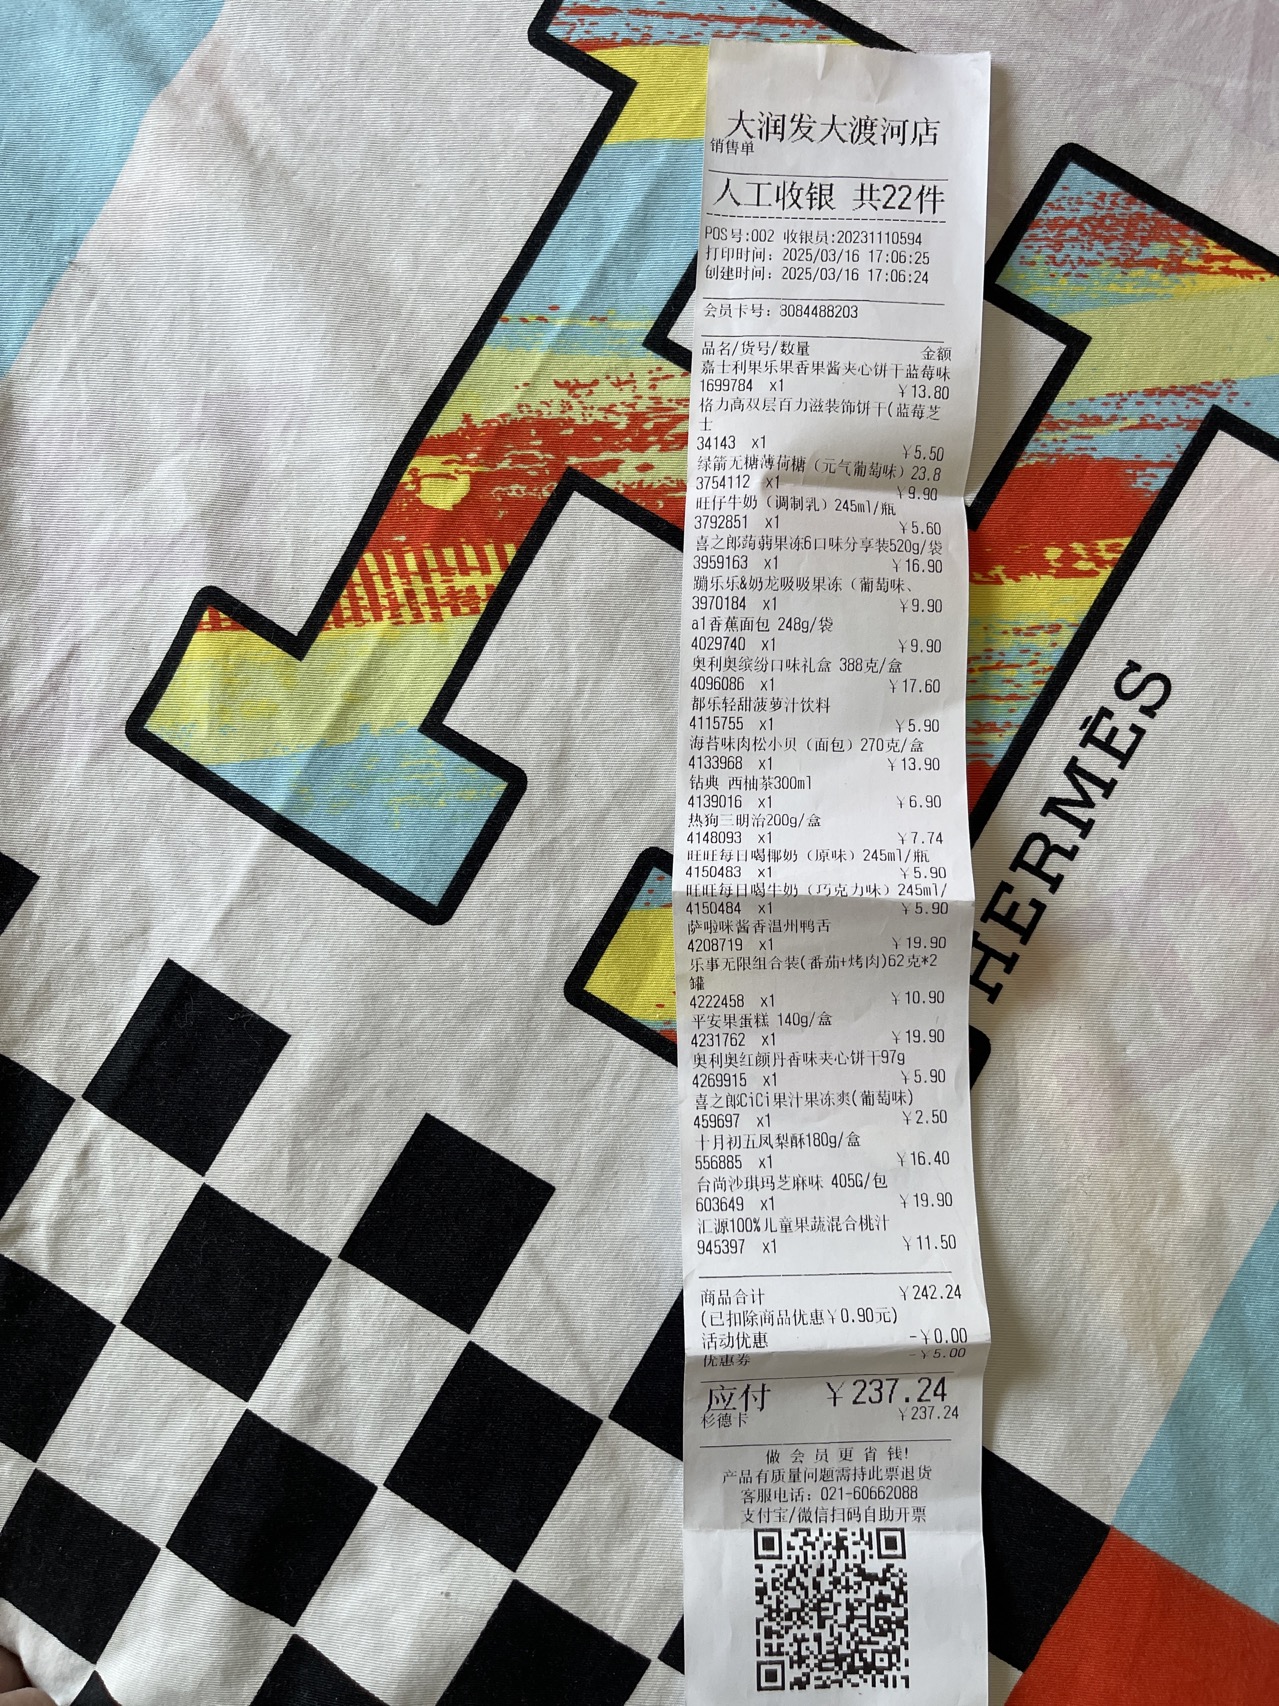 大润发大渡河店
销售单
人工收银 共22件
POS号:002 收银员:20231110594
打印时间: 2025/03/16 17:06:25
创建时间: 2025/03/16 17:06:24
会员卡号: 3084488203
品名/货号/数量 金额
嘉士利果乐果香果酱夹心饼干蓝莓味
1699784 x1 ￥13.80
格力高双层百力滋装饰饼干(蓝莓芝
士
34143 x1 ￥5.50
绿箭无糖薄荷糖（元气葡萄味）23.8
3754112 x1 ￥9.90
旺仔牛奶（调制乳）245ml/瓶
3792851 x1 ￥5.60
喜之郎蒟蒻果冻6口味分享装520g/袋
3959163 x1 ￥16.90
蹦乐乐&奶龙吸吸果冻（葡萄味、
3970184 x1 ￥9.90
a1香蕉面包 248g/袋
4029740 x1 ￥9.90
奥利奥缤纷口味礼盒 388克/盒
4096086 x1 ￥17.60
都乐轻甜菠萝汁饮料
4115755 x1 ￥5.90
海苔味肉松小贝（面包）270克/盒
4133968 x1 ￥13.90
钻典 西柚茶300ml
4139016 x1 ￥6.90
热狗三明治200g/盒
4148093 x1 ￥7.74
旺旺每日喝椰奶（原味）245ml/瓶
4150483 x1 ￥5.90
旺旺每日喝牛奶（巧克力味）245ml/
4150484 x1 ￥5.90
萨啦咪酱香温州鸭舌
4208719 x1 ￥19.90
乐事无限组合装(番茄+烤肉)62克*2
罐
4222458 x1 ￥10.90
平安果蛋糕 140g/盒
4231762 x1 ￥19.90
奥利奥红颜丹香味夹心饼干97g
4269915 x1 ￥5.90
喜之郎CiCi果汁果冻爽(葡萄味)
459697 x1 ￥2.50
十月初五凤梨酥180g/盒
556885 x1 ￥16.40
台尚沙琪玛芝麻味 405G/包
603649 x1 ￥19.90
汇源100%儿童果蔬混合桃汁
945397 x1 ￥11.50
商品合计 ￥242.24
(已扣除商品优惠￥0.90元)
活动优惠 -￥0.00
优惠券 -￥5.00
应付 ￥237.24
杉德卡 ￥237.24
做会员更省钱!
产品有质量问题需持此票退货
客服电话: 021-60662088
支付宝/微信扫码自助开票
HERMÈS